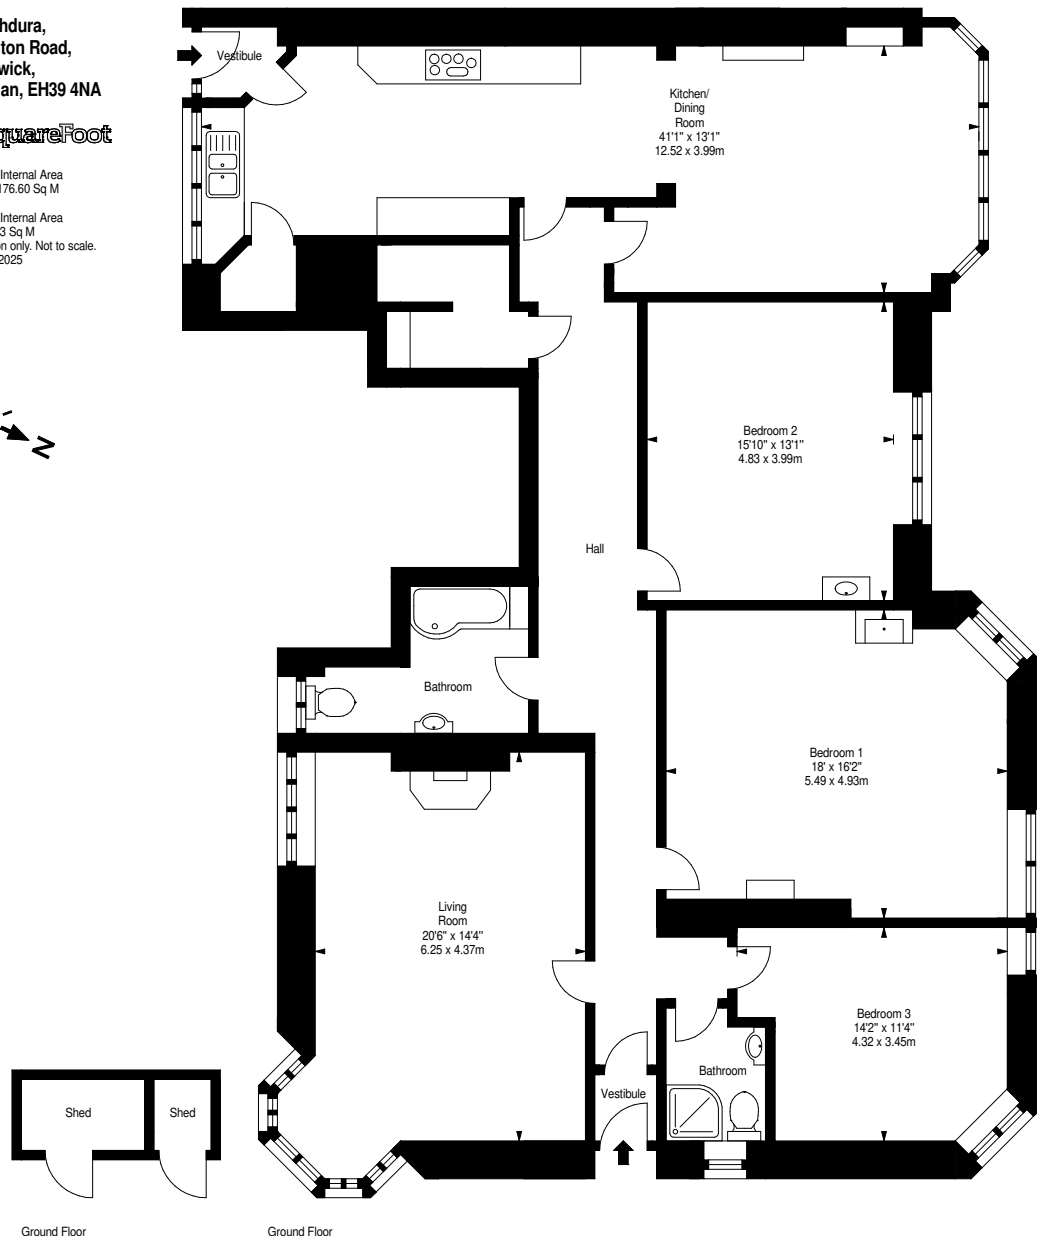 hdura,
ton Road,
wick,
an, EH39 4NA
quareFoot
Internal Area
176.60 Sq M
Internal Area
3 Sq M
n only. Not to scale.
2025
Vestibule
Kitchen/
Dining
Room
41'1" x 13'1"
12.52 x 3.99m
N
Bedroom 2
15'10" x 13'1"
4.83 x 3.99m
Hall
Bathroom
Bedroom 1
18' x 16'2"
5.49 x 4.93m
Living
Room
20'6" x 14'4"
6.25 x 4.37m
Bedroom 3
14'2" x 11'4"
4.32 x 3.45m
Bathroom
Vestibule
Shed
Shed
Ground Floor
Ground Floor